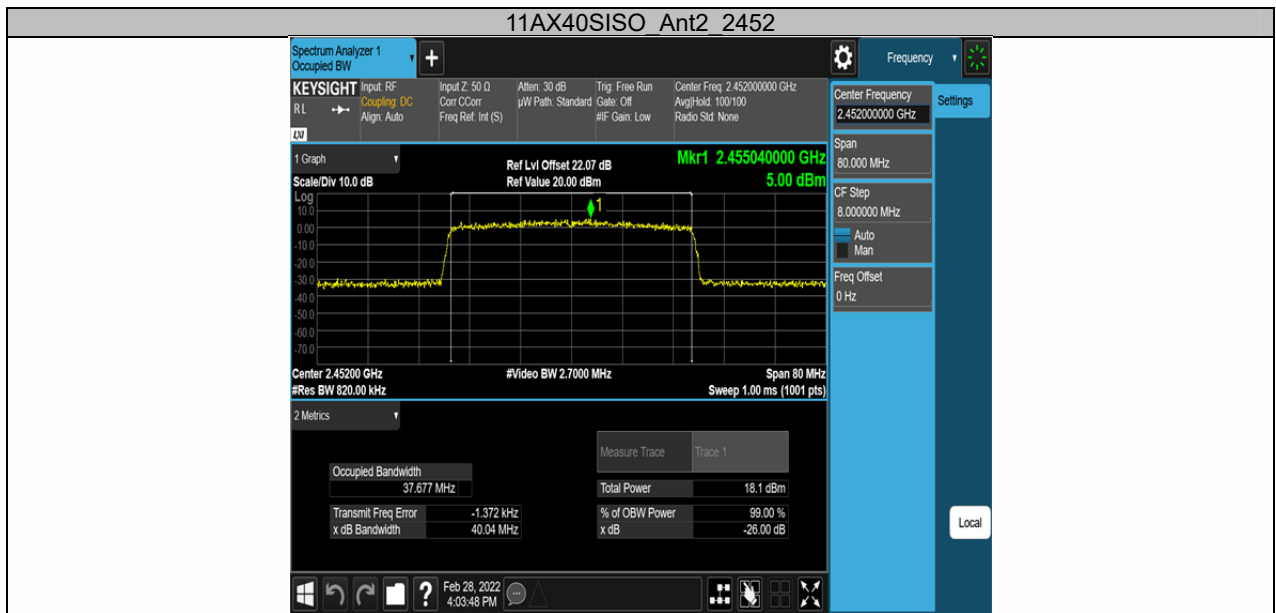 11AX40SISO_Ant2_2452
Spectrum Analyzer 1
Occupied BW
+
Frequency
KEYSIGHT
RL
LXI
Input: RF
Coupling: DC
Align: Auto
Input Z: 50 Ω
Corr CCorr
Freq Ref: Int (S)
Atten: 30 dB
µW Path: Standard
Trig: Free Run
Gate: Off
#IF Gain: Low
Center Freq: 2.452000000 GHz
Avg|Hold: 100/100
Radio Std: None
Center Frequency
2.452000000 GHz
Settings
Span
80.000 MHz
CF Step
8.000000 MHz
Auto
Man
Freq Offset
0 Hz
Local
1 Graph
Ref Lvl Offset 22.07 dB
Mkr1 2.455040000 GHz
Scale/Div 10.0 dB
Ref Value 20.00 dBm
5.00 dBm
Log
10.0
0.00
-10.0
-20.0
-30.0
-40.0
-50.0
-60.0
-70.0
1
Center 2.45200 GHz
#Video BW 2.7000 MHz
Span 80 MHz
#Res BW 820.00 kHz
Sweep 1.00 ms (1001 pts)
2 Metrics
Measure Trace
Trace 1
Occupied Bandwidth
37.677 MHz
Total Power
18.1 dBm
Transmit Freq Error
-1.372 kHz
% of OBW Power
99.00 %
x dB Bandwidth
40.04 MHz
x dB
-26.00 dB
?
Feb 28, 2022
4:03:48 PM